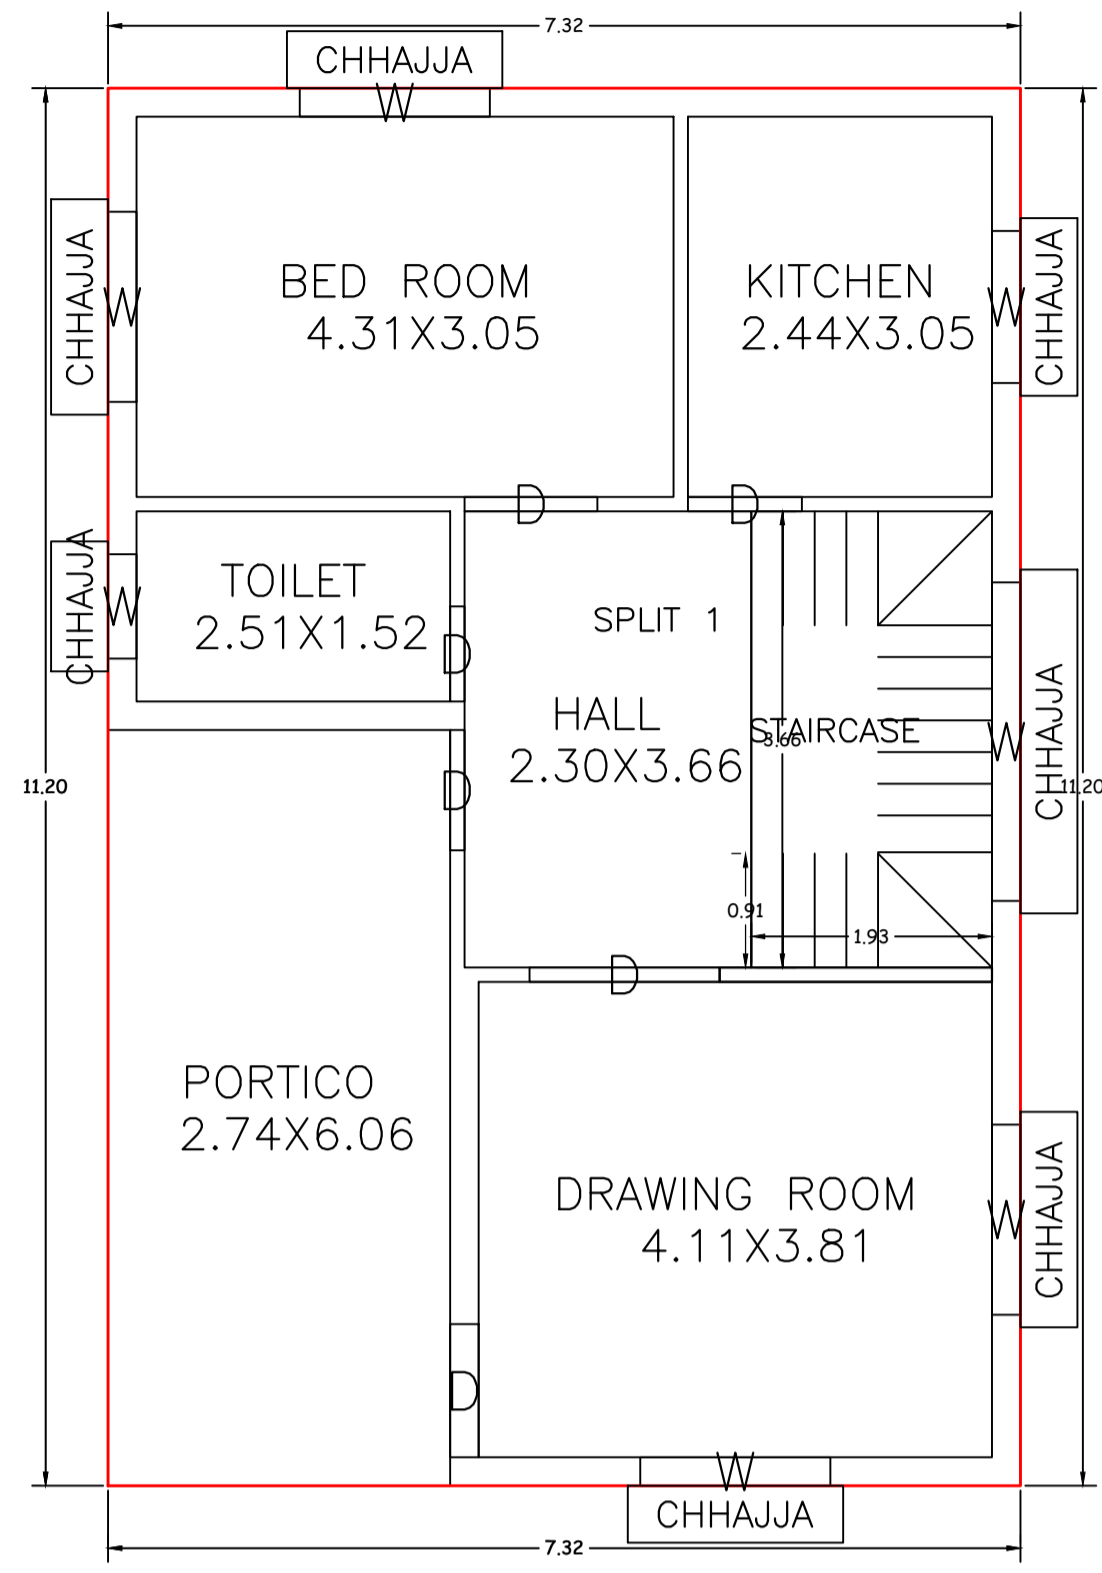 7.32
CHHAJJA
W
CHHAJJA
W
BED ROOM
4.31X3.05
KITCHEN
2.44X3.05
W
CHHAJJA
D
D
CHHAJJA
W
TOILET
2.51X1.52
D
SPLIT 1
HALL
2.30X3.66
STAIRCASE
3.66
W
CHHAJJA
11.20
11.20
D
0.91
1.93
D
PORTICO
2.74X6.06
DRAWING ROOM
4.11X3.81
W
CHHAJJA
D
W
CHHAJJA
7.32